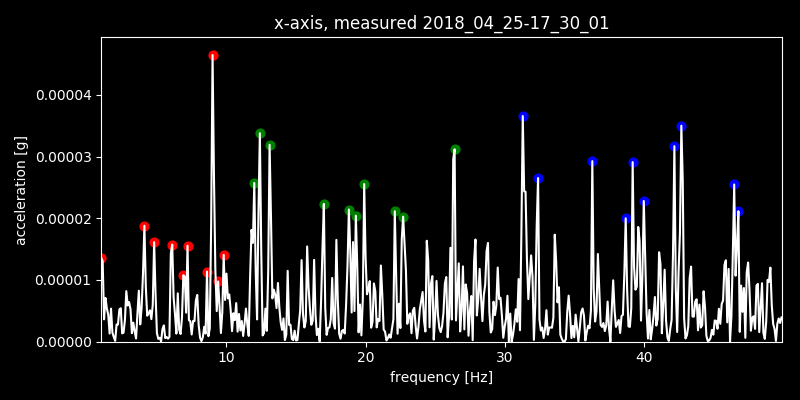 x-axis, measured 2018_04_25-17_30_01
0.00004
0.00003
0.00002
0.00001
0.00000
acceleration [g]
10 20 30 40
frequency [Hz]